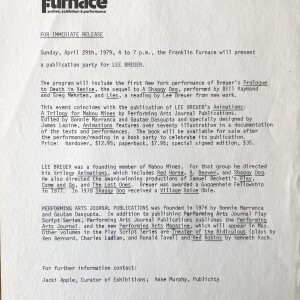 Furnace
archive, exhibition & performance
FOR IMMEDIATE RELEASE
Sunday, April 29th, 1979, 4 to 7 p.m., the Franklin Furnace will present
a publication party for LEE BREUER.
The program will include the first New York performance of Breuer's Prologue
to Death in Venice, the sequel to A Shaggy Dog, performed by Bill Raymond
and Greg Mehrten, and Lies, a reading by Lee Breuer from new work.
This event coincides with the publication of LEE BREUER's Animations:
A Trilogy for Mabou Mines by Performing Arts Journal Publications.
Edited by Bonnie Marranca and Gautam Dasgupta and specially designed by
James Lapine, Animations features over seventy pages of documentation
of the texts and performances. The book will be available for sale after
the performance/reading in a book party to celebrate its publication.
Price: hardcover, $12.95; paperback, $7.95; special signed edition, $35.
LEE BREUER was a founding member of Mabou Mines. For that group he directed
his trilogy Animations, which includes Red Horse, B. Beaver, and Shaggy Dog.
He also directed the award-winning productions of Samuel Beckett's Play,
Come and Go, and The Lost Ones. Breuer was awarded a Guggenheim Fellowship
in 1977. In 1978 Shaggy Dog received a Village Voice Obie.
PERFORMING ARTS JOURNAL PUBLICATIONS was founded in 1976 by Bonnie Marranca
and Gautam Dasgupta. In addition to publishing Performing Arts Journal Play
Script/Series, Performing Arts Journal Publications publishes the Performing
Arts Journal, and the new Performing Arts Magazine, which will appear in May.
Other volumes in the Play Script Series are Theater of the Ridiculous (plays by
Ken Bernard, Charles Ludlam, and Ronald Tavel) and Red Robins by Kenneth Koch.
For further information contact:
Jacki Apple, Curator of Exhibitions; Rose Murphy, Publicity